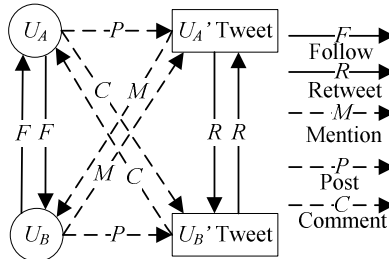 U_A
P
U_A' Tweet
F
Follow
R
Retweet
M
Mention
P
Post
C
Comment
C
M
F
F
R
R
M
C
U_B
P
U_B' Tweet